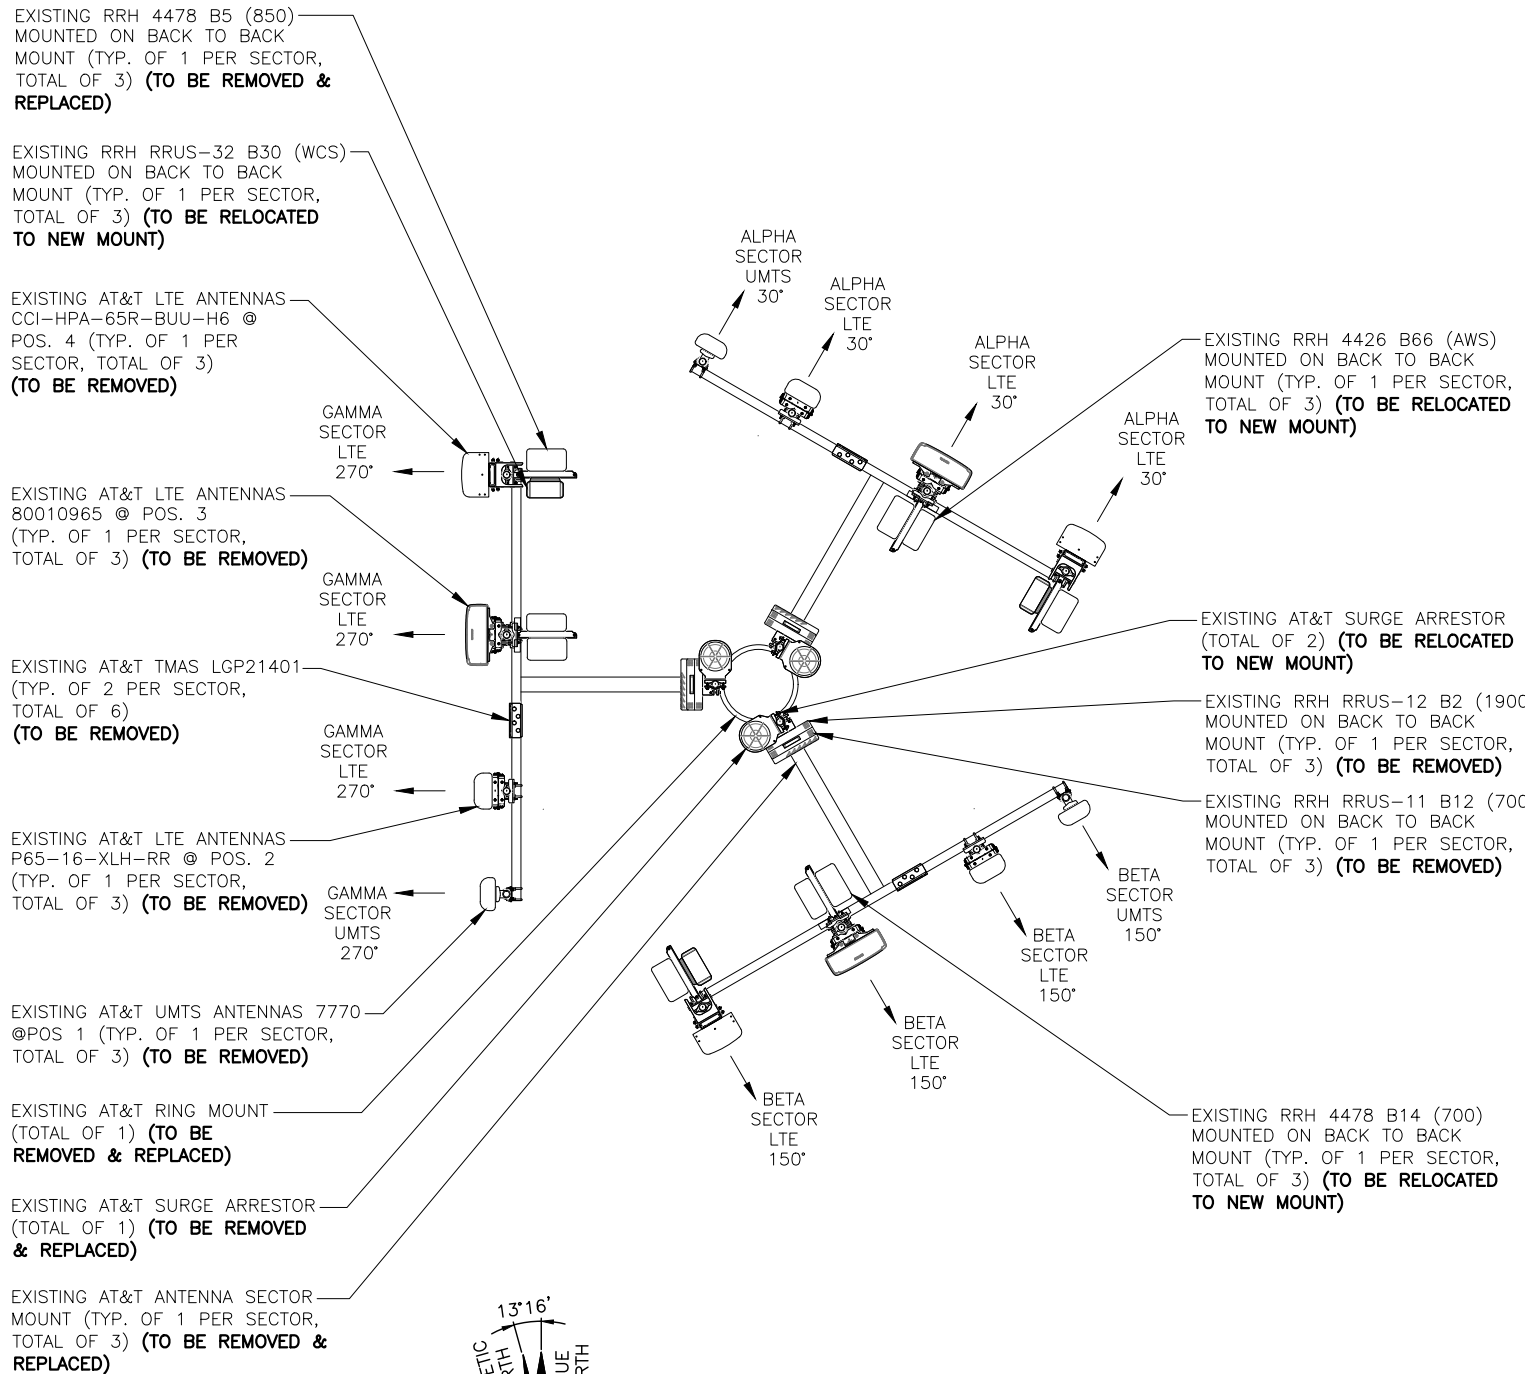 EXISTING RRH 4478 B5 (850)
MOUNTED ON BACK TO BACK
MOUNT (TYP. OF 1 PER SECTOR,
TOTAL OF 3) (TO BE REMOVED &
REPLACED)
EXISTING RRH RRUS-32 B30 (WCS)
MOUNTED ON BACK TO BACK
MOUNT (TYP. OF 1 PER SECTOR,
TOTAL OF 3) (TO BE RELOCATED
TO NEW MOUNT)
EXISTING AT&T LTE ANTENNAS
CCI-HPA-65R-BUU-H6 @
POS. 4 (TYP. OF 1 PER
SECTOR, TOTAL OF 3)
(TO BE REMOVED)
EXISTING AT&T LTE ANTENNAS
80010965 @ POS. 3
(TYP. OF 1 PER SECTOR,
TOTAL OF 3) (TO BE REMOVED)
EXISTING AT&T TMAS LGP21401
(TYP. OF 2 PER SECTOR,
TOTAL OF 6)
(TO BE REMOVED)
EXISTING AT&T LTE ANTENNAS
P65-16-XLH-RR @ POS. 2
(TYP. OF 1 PER SECTOR,
TOTAL OF 3) (TO BE REMOVED)
EXISTING AT&T UMTS ANTENNAS 7770
@POS 1 (TYP. OF 1 PER SECTOR,
TOTAL OF 3) (TO BE REMOVED)
EXISTING AT&T RING MOUNT
(TOTAL OF 1) (TO BE
REMOVED & REPLACED)
EXISTING AT&T SURGE ARRESTOR
(TOTAL OF 1) (TO BE REMOVED
& REPLACED)
EXISTING AT&T ANTENNA SECTOR
MOUNT (TYP. OF 1 PER SECTOR,
TOTAL OF 3) (TO BE REMOVED &
REPLACED)
GAMMA
SECTOR
LTE
270°
GAMMA
SECTOR
LTE
270°
GAMMA
SECTOR
LTE
270°
GAMMA
SECTOR
UMTS
270°
ALPHA
SECTOR
UMTS
30°
ALPHA
SECTOR
LTE
30°
ALPHA
SECTOR
LTE
30°
ALPHA
SECTOR
LTE
30°
BETA
SECTOR
UMTS
150°
BETA
SECTOR
LTE
150°
BETA
SECTOR
LTE
150°
BETA
SECTOR
LTE
150°
EXISTING RRH 4426 B66 (AWS)
MOUNTED ON BACK TO BACK
MOUNT (TYP. OF 1 PER SECTOR,
TOTAL OF 3) (TO BE RELOCATED
TO NEW MOUNT)
EXISTING AT&T SURGE ARRESTOR
(TOTAL OF 2) (TO BE RELOCATED
TO NEW MOUNT)
EXISTING RRH RRUS-12 B2 (1900
MOUNTED ON BACK TO BACK
MOUNT (TYP. OF 1 PER SECTOR,
TOTAL OF 3) (TO BE REMOVED)
EXISTING RRH RRUS-11 B12 (700
MOUNTED ON BACK TO BACK
MOUNT (TYP. OF 1 PER SECTOR,
TOTAL OF 3) (TO BE REMOVED)
EXISTING RRH 4478 B14 (700)
MOUNTED ON BACK TO BACK
MOUNT (TYP. OF 1 PER SECTOR,
TOTAL OF 3) (TO BE RELOCATED
TO NEW MOUNT)
13°16'